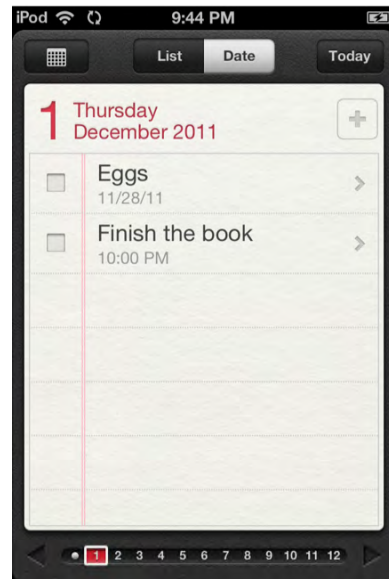 iPod 9:44 PM
List Date Today
1 Thursday
December 2011
Eggs
11/28/11
Finish the book
10:00 PM
1 2 3 4 5 6 7 8 9 10 11 12